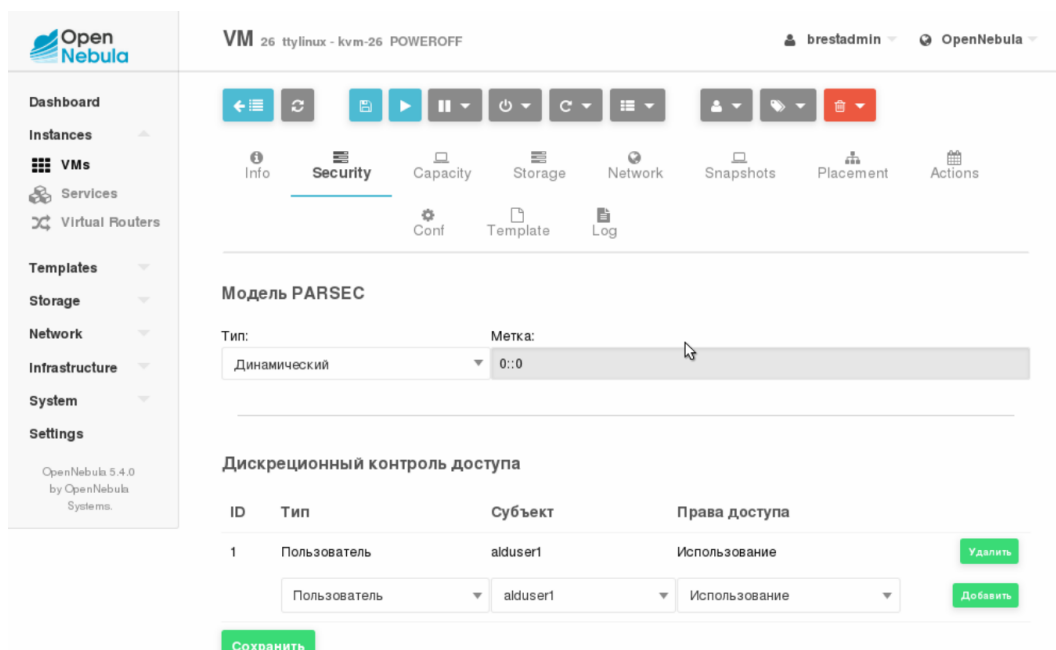 Open
Nebula
VM 26 ttylinux - kvm-26 POWEROFF
brestadmin
OpenNebula
Dashboard
Instances
VMs
Services
Virtual Routers
Templates
Storage
Network
Infrastructure
System
Settings
OpenNebula 5.4.0
by OpenNebula
Systems.
Info Security Capacity Storage Network Snapshots Placement Actions
Conf Template Log
Модель PARSEC
Тип: Метка:
Динамический 0::0
Дискреционный контроль доступа
ID Тип Субъект Права доступа
1 Пользователь alduser1 Использование Удалить
Пользователь alduser1 Использование Добавить
Сохранить